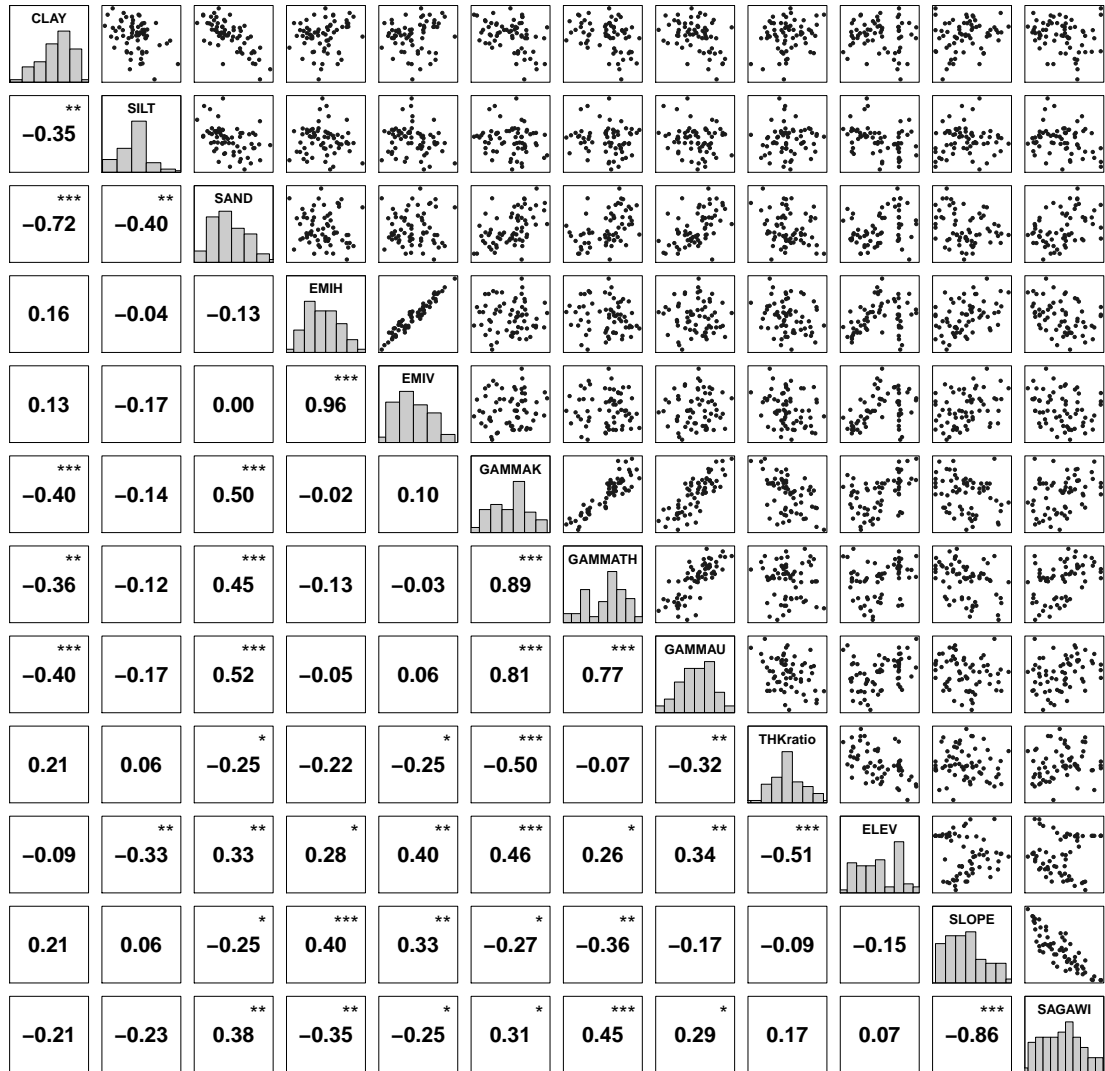 CLAY
** SILT
−0.35
*** ** SAND
−0.72 −0.40
EMIH
0.16 −0.04 −0.13
*** EMIV
0.13 −0.17 0.00 0.96
*** *** GAMMAK
−0.40 −0.14 0.50 −0.02 0.10
** *** *** GAMMATH
−0.36 −0.12 0.45 −0.13 −0.03 0.89
*** *** *** *** GAMMAU
−0.40 −0.17 0.52 −0.05 0.06 0.81 0.77
* * *** ** THKratio
0.21 0.06 −0.25 −0.22 −0.25 −0.50 −0.07 −0.32
** ** * ** *** * ** *** ELEV
−0.09 −0.33 0.33 0.28 0.40 0.46 0.26 0.34 −0.51
* *** ** * ** SLOPE
0.21 0.06 −0.25 0.40 0.33 −0.27 −0.36 −0.17 −0.09 −0.15
** ** * * *** * *** SAGAWI
−0.21 −0.23 0.38 −0.35 −0.25 0.31 0.45 0.29 0.17 0.07 −0.86